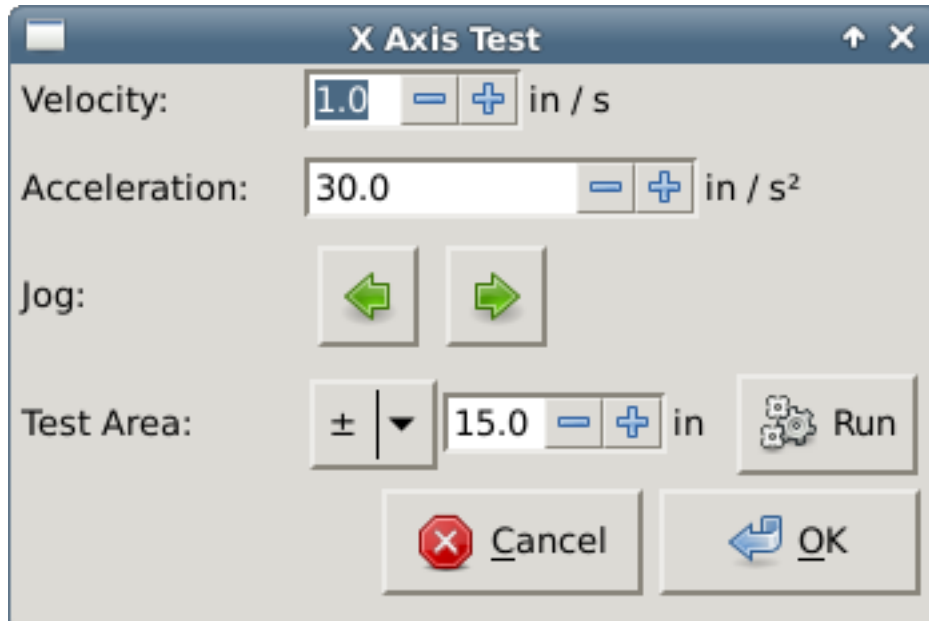 X Axis Test
Velocity: 1.0 in / s
Acceleration: 30.0 in / s²
Jog:
Test Area: ± 15.0 in Run
Cancel OK